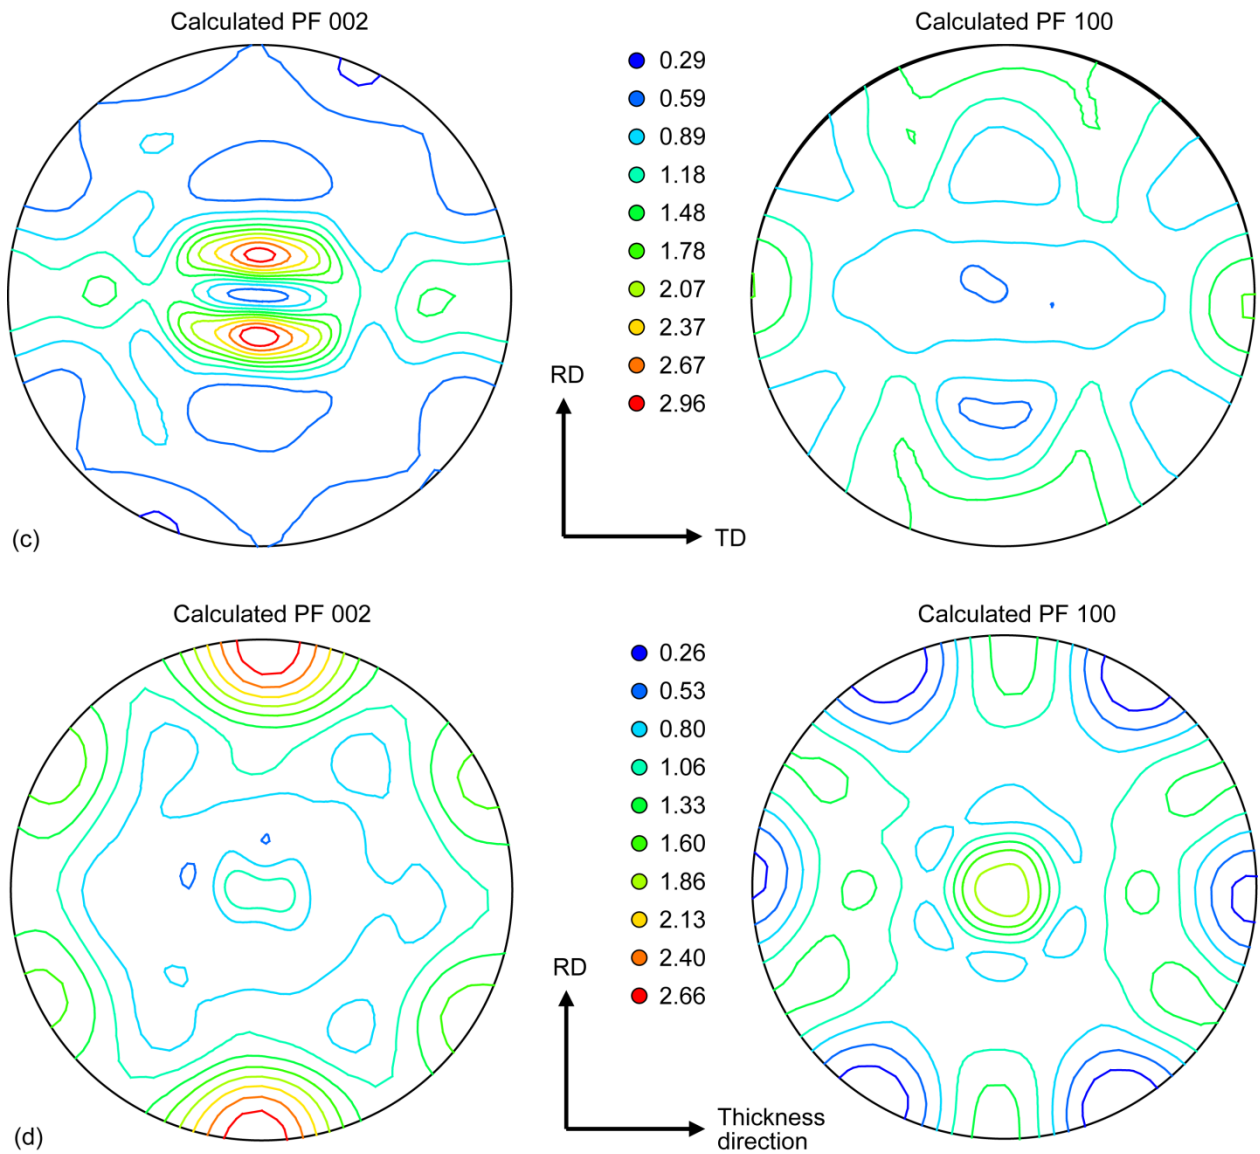 Calculated PF 002
Calculated PF 100
0.29
0.59
0.89
1.18
1.48
1.78
2.07
2.37
2.67
2.96
RD
TD
(c)
Calculated PF 002
Calculated PF 100
0.26
0.53
0.80
1.06
1.33
1.60
1.86
2.13
2.40
2.66
RD
Thickness
direction
(d)